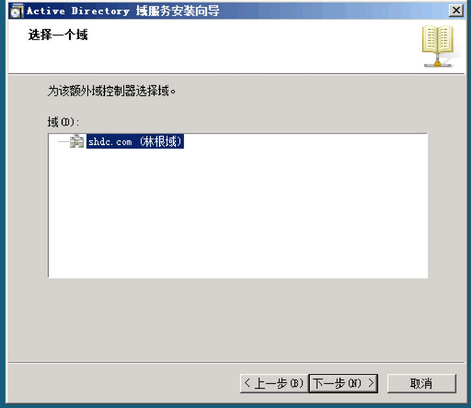 Active Directory 域服务安装向导
选择一个域
为该额外域控制器选择域。
域(D):
shdc.com (林根域)
< 上一步(B)
下一步(N) >
取消